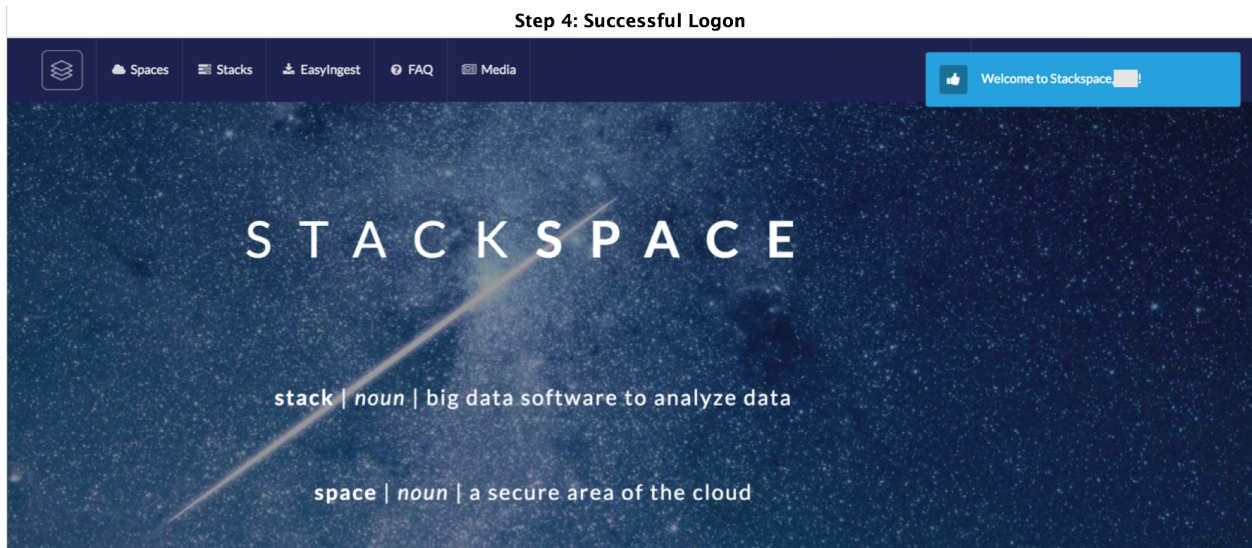 Step 4: Successful Logon
Spaces Stacks EasyIngest FAQ Media
Welcome to Stackspace, !
STACKSPACE
stack | noun | big data software to analyze data
space | noun | a secure area of the cloud